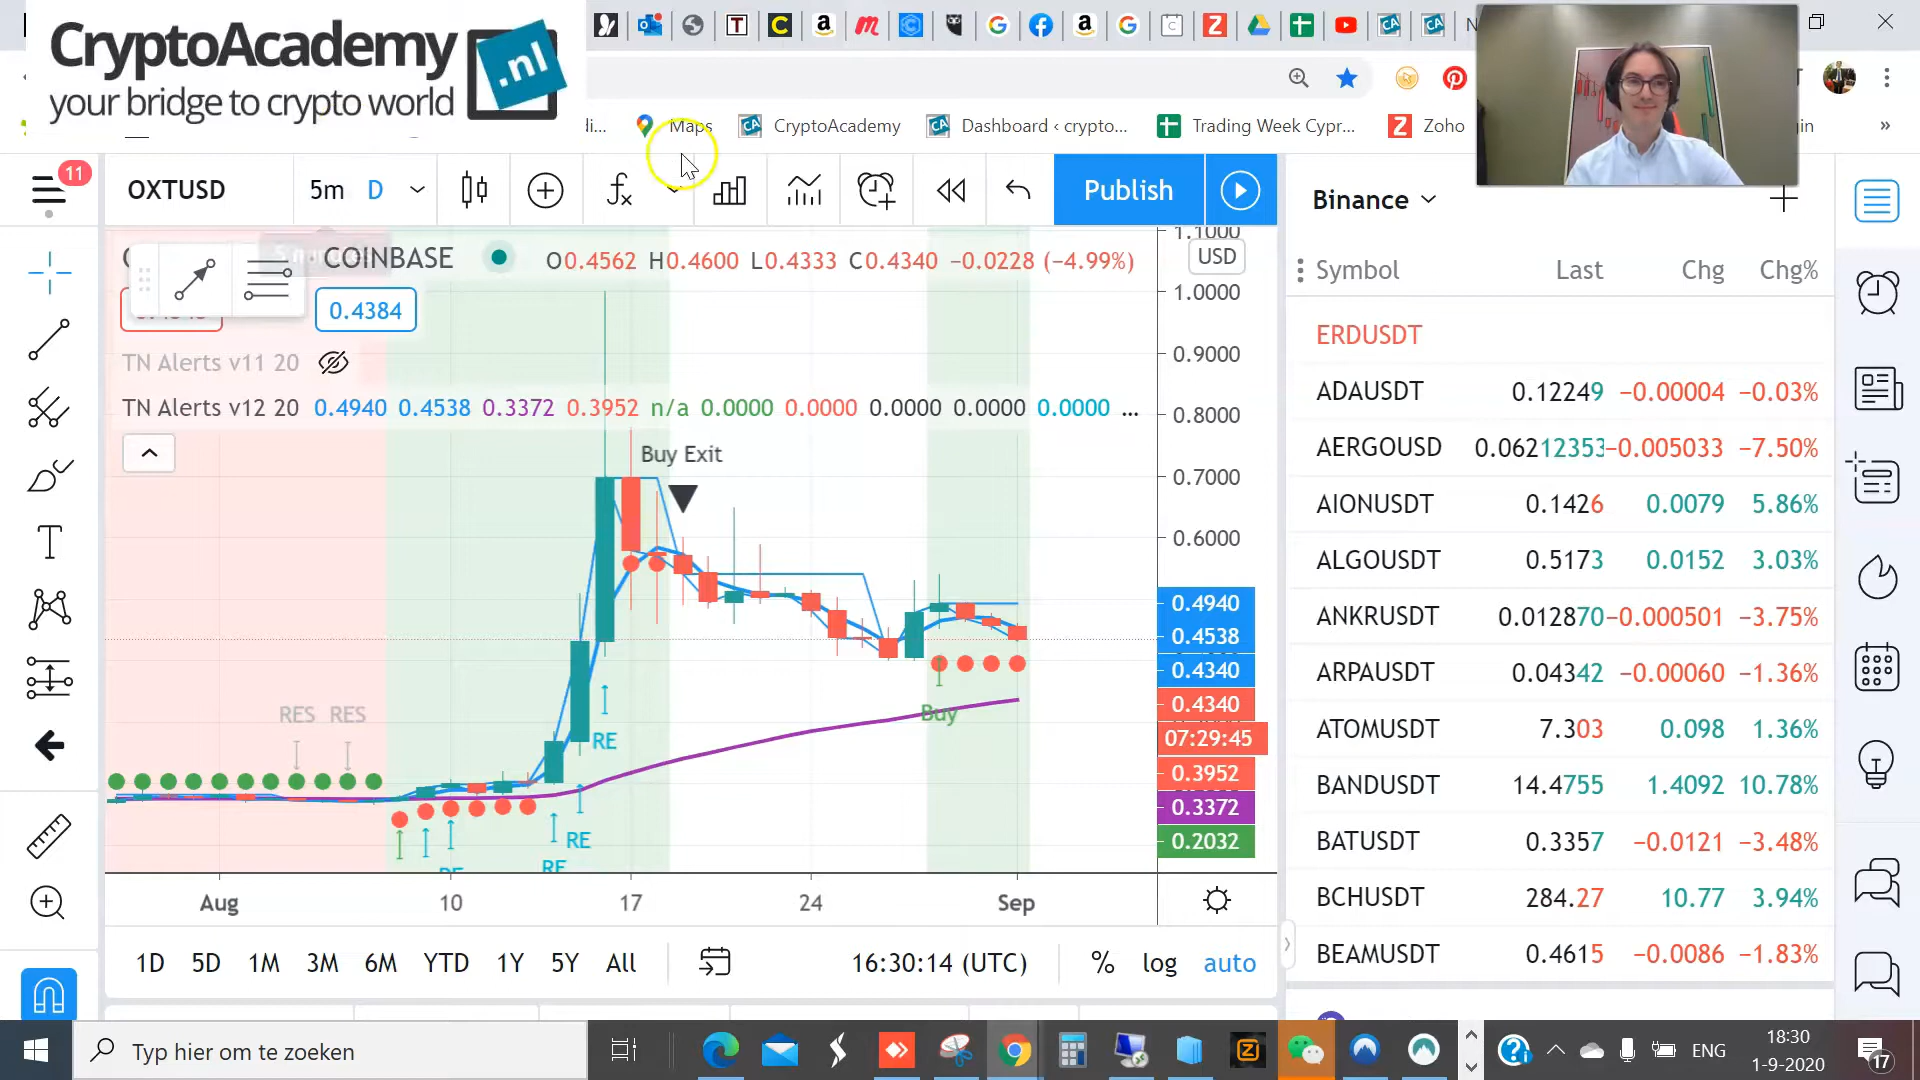 CryptoAcademy .nl
your bridge to crypto world
di...
Maps
CryptoAcademy
Dashboard ‹ crypto...
Trading Week Cypr...
Zoho
in
»
11
OXTUSD
5m D
Publish
Binance
COINBASE
O0.4562 H0.4600 L0.4333 C0.4340 −0.0228 (−4.99%)
0.4384
TN Alerts v11 20
TN Alerts v12 20 0.4940 0.4538 0.3372 0.3952 n/a 0.0000 0.0000 0.0000 0.0000 0.0000 ...
USD
1.1000
1.0000
0.9000
0.8000
0.7000
0.6000
0.4940
0.4538
0.4340
0.4340
07:29:45
0.3952
0.3372
0.2032
Buy Exit
Buy
RES RES
RE
RE
RE
RE
Aug 10 17 24 Sep
1D 5D 1M 3M 6M YTD 1Y 5Y All
16:30:14 (UTC)
% log auto
Symbol Last Chg Chg%
ERDUSDT
ADAUSDT 0.12249 −0.00004 −0.03%
AERGOUSD 0.06212353 −0.005033 −7.50%
AIONUSDT 0.1426 0.0079 5.86%
ALGOUSDT 0.5173 0.0152 3.03%
ANKRUSDT 0.012870 −0.000501 −3.75%
ARPAUSDT 0.04342 −0.00060 −1.36%
ATOMUSDT 7.303 0.098 1.36%
BANDUSDT 14.4755 1.4092 10.78%
BATUSDT 0.3357 −0.0121 −3.48%
BCHUSDT 284.27 10.77 3.94%
BEAMUSDT 0.4615 −0.0086 −1.83%
Typ hier om te zoeken
ENG
18:30
1-9-2020
17